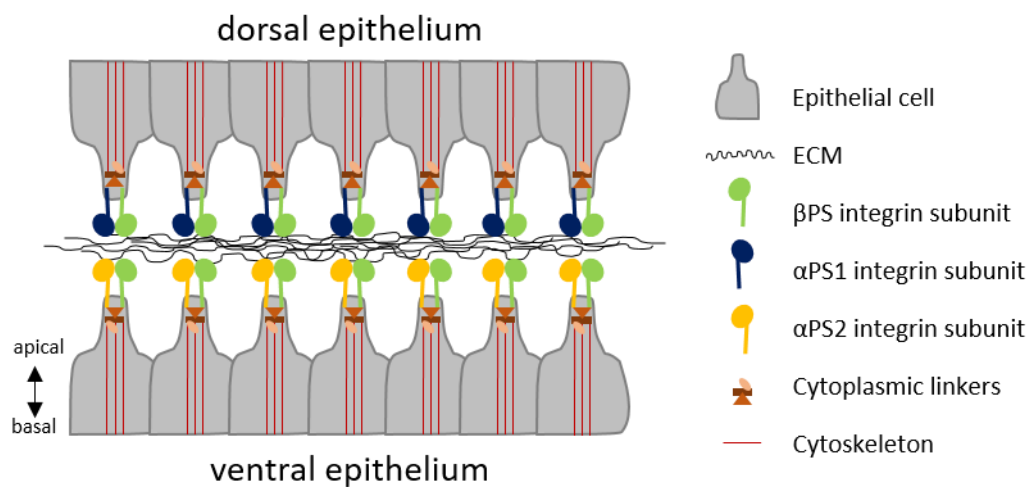 dorsal epithelium
apical
basal
ventral epithelium
Epithelial cell
ECM
βPS integrin subunit
αPS1 integrin subunit
αPS2 integrin subunit
Cytoplasmic linkers
Cytoskeleton